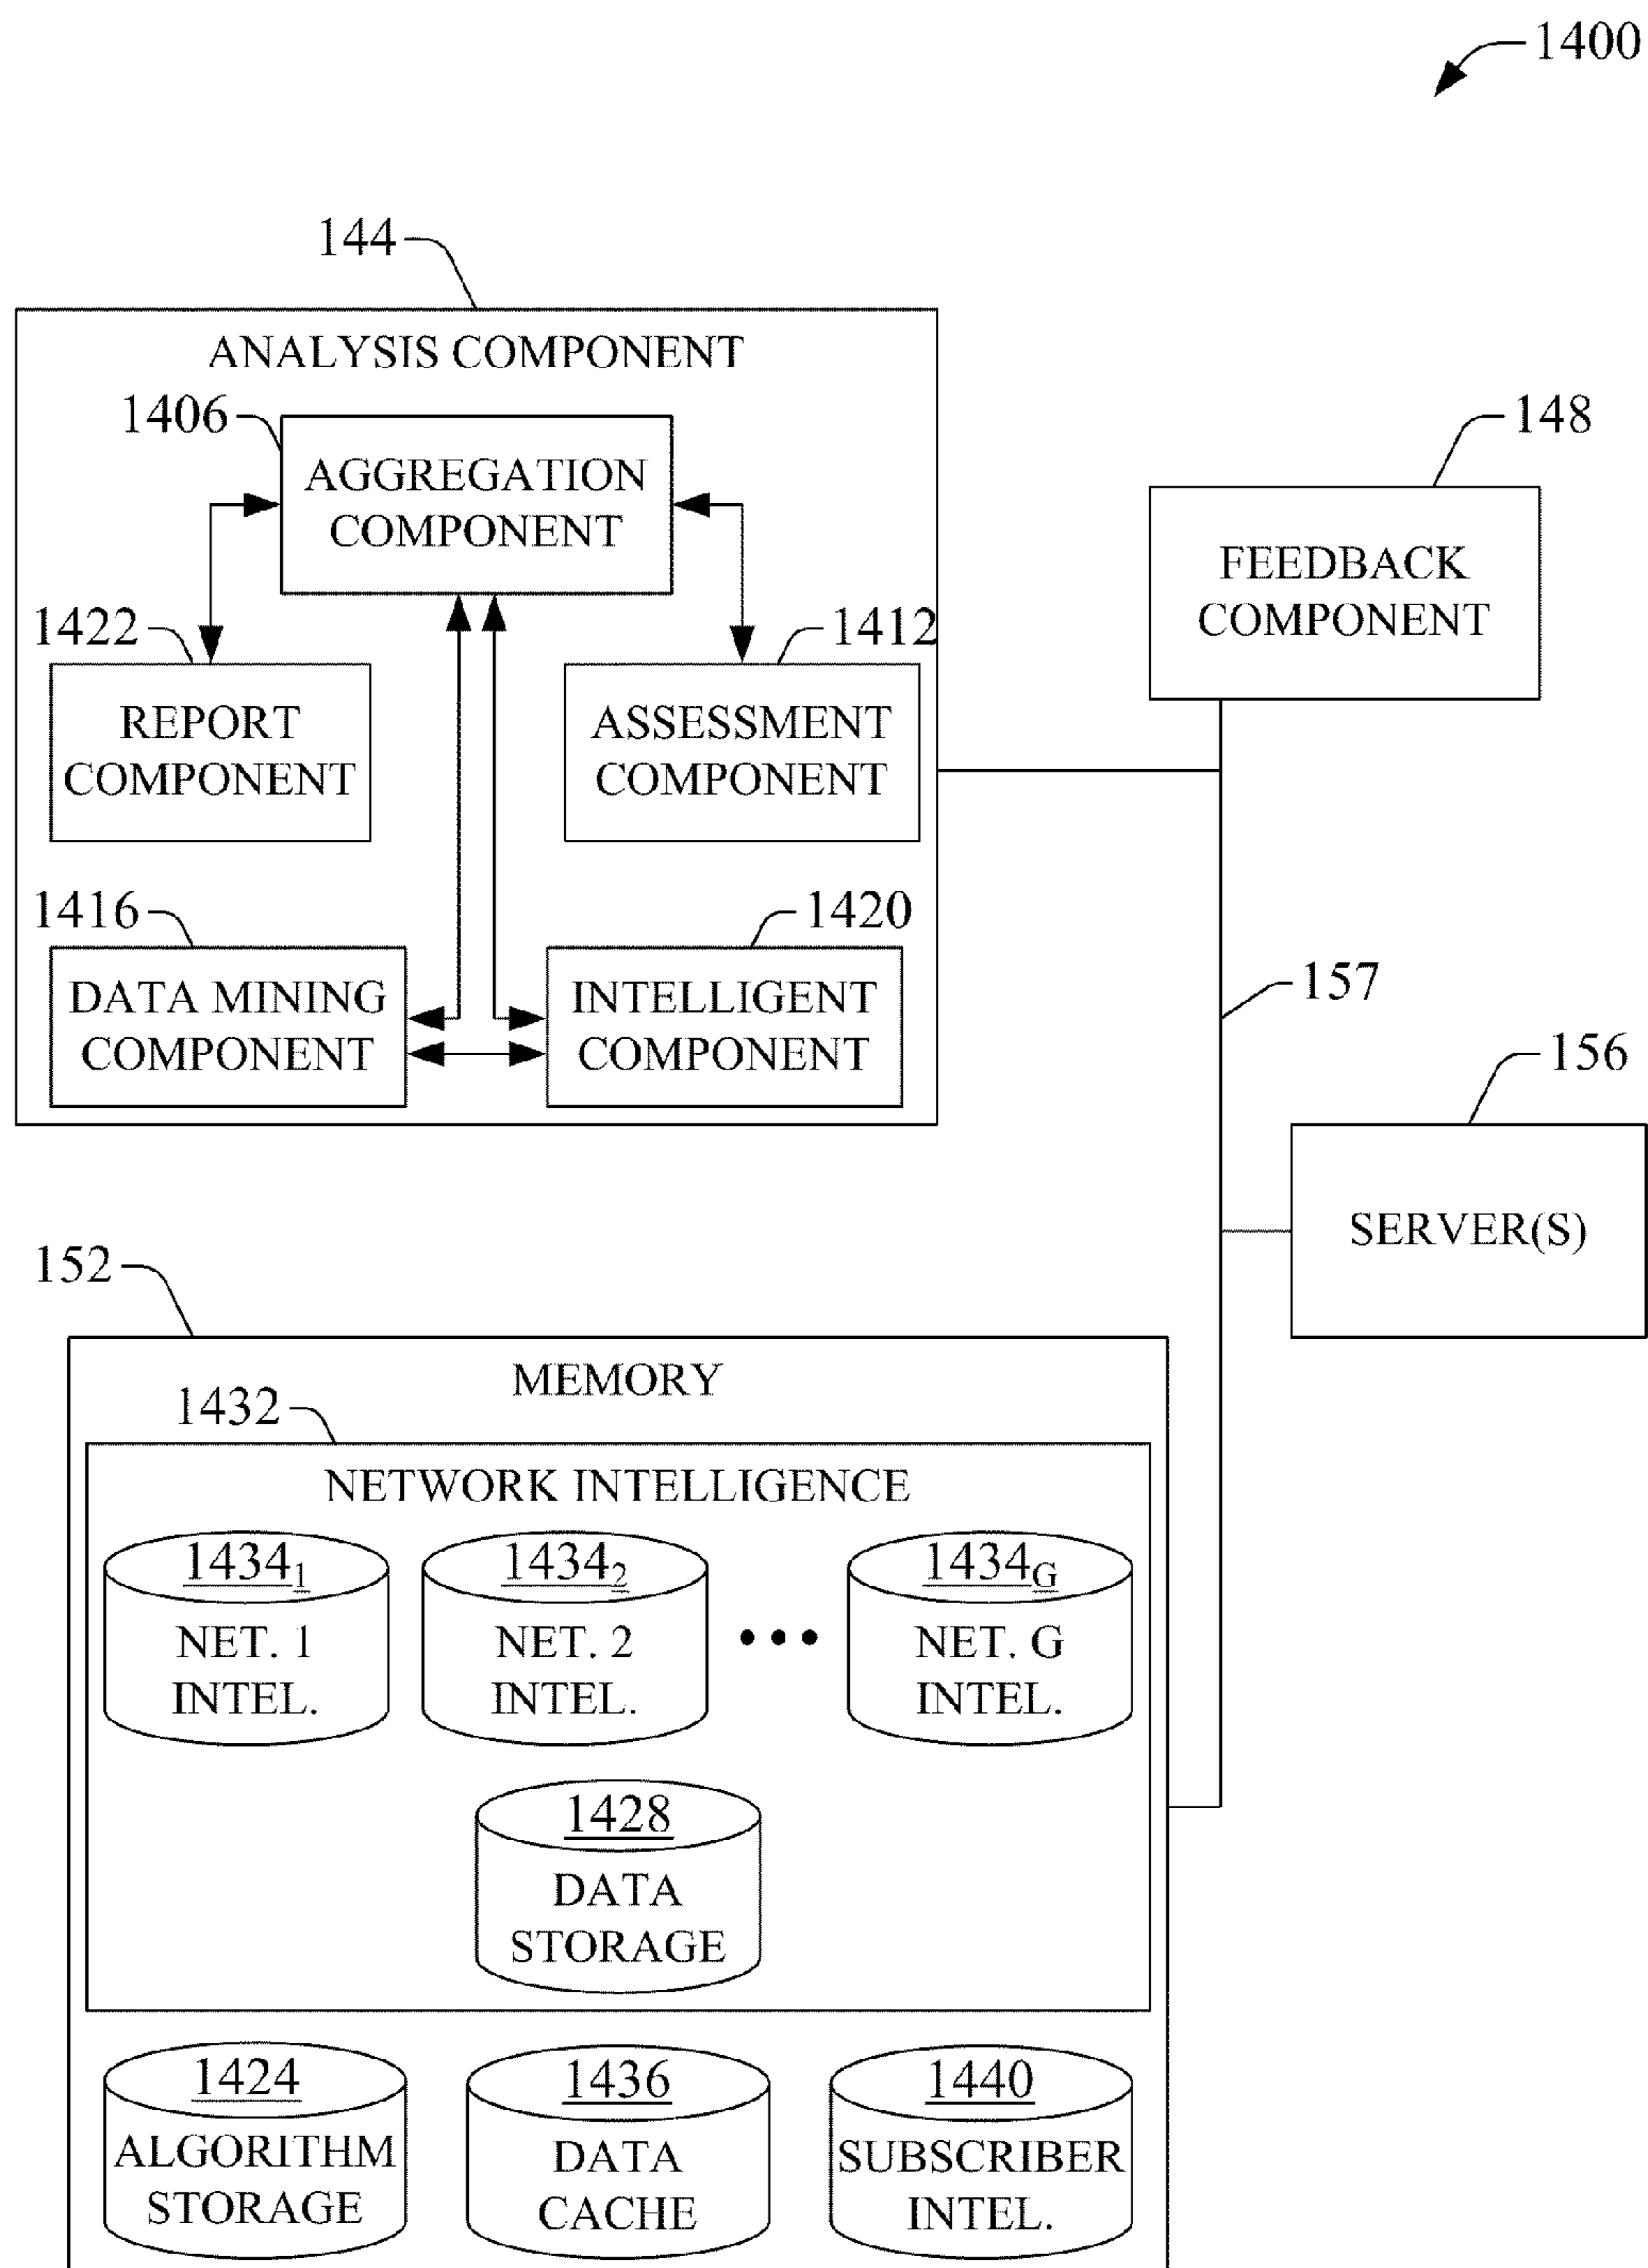 1400
144
ANALYSIS COMPONENT
1406
AGGREGATION
COMPONENT
148
FEEDBACK
COMPONENT
1422
1412
REPORT
COMPONENT
ASSESSMENT
COMPONENT
1416
1420
DATA MINING
COMPONENT
INTELLIGENT
COMPONENT
157
156
SERVER(S)
152
MEMORY
1432
NETWORK INTELLIGENCE
1434₁
NET. 1
INTEL.
1434₂
NET. 2
INTEL.
•••
1434G
NET. G
INTEL.
1428
DATA
STORAGE
1424
ALGORITHM
STORAGE
1436
DATA
CACHE
1440
SUBSCRIBER
INTEL.